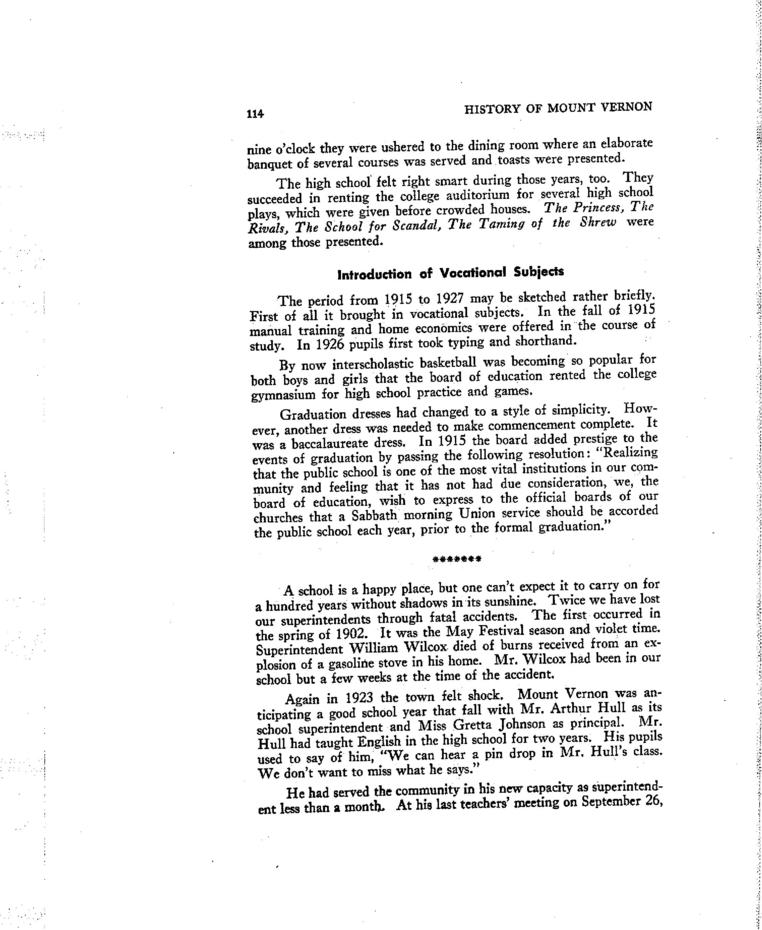 114
HISTORY OF MOUNT VERNON
nine o'clock they were ushered to the dining room where an elaborate
banquet of several courses was served and toasts were presented.
The high school felt right smart during those years, too. They
succeeded in renting the college auditorium for several high school
plays, which were given before crowded houses. The Princess, The
Rivals, The School for Scandal, The Taming of the Shrew were
among those presented.
Introduction of Vocational Subjects
The period from 1915 to 1927 may be sketched rather briefly.
First of all it brought in vocational subjects. In the fall of 1915
manual training and home economics were offered in the course of
study. In 1926 pupils first took typing and shorthand.
By now interscholastic basketball was becoming so popular for
both boys and girls that the board of education rented the college
gymnasium for high school practice and games.
Graduation dresses had changed to a style of simplicity. How-
ever, another dress was needed to make commencement complete. It
was a baccalaureate dress. In 1915 the board added prestige to the
events of graduation by passing the following resolution: "Realizing
that the public school is one of the most vital institutions in our com-
munity and feeling that it has not had due consideration, we, the
board of education, wish to express to the official boards of our
churches that a Sabbath morning Union service should be accorded
the public school each year, prior to the formal graduation."
*******
A school is a happy place, but one can't expect it to carry on for
a hundred years without shadows in its sunshine. Twice we have lost
our superintendents through fatal accidents. The first occurred in
the spring of 1902. It was the May Festival season and violet time.
Superintendent William Wilcox died of burns received from an ex-
plosion of a gasoline stove in his home. Mr. Wilcox had been in our
school but a few weeks at the time of the accident.
Again in 1923 the town felt shock. Mount Vernon was an-
ticipating a good school year that fall with Mr. Arthur Hull as its
school superintendent and Miss Gretta Johnson as principal. Mr.
Hull had taught English in the high school for two years. His pupils
used to say of him, "We can hear a pin drop in Mr. Hull's class.
We don't want to miss what he says."
He had served the community in his new capacity as superintend-
ent less than a month. At his last teachers' meeting on September 26,